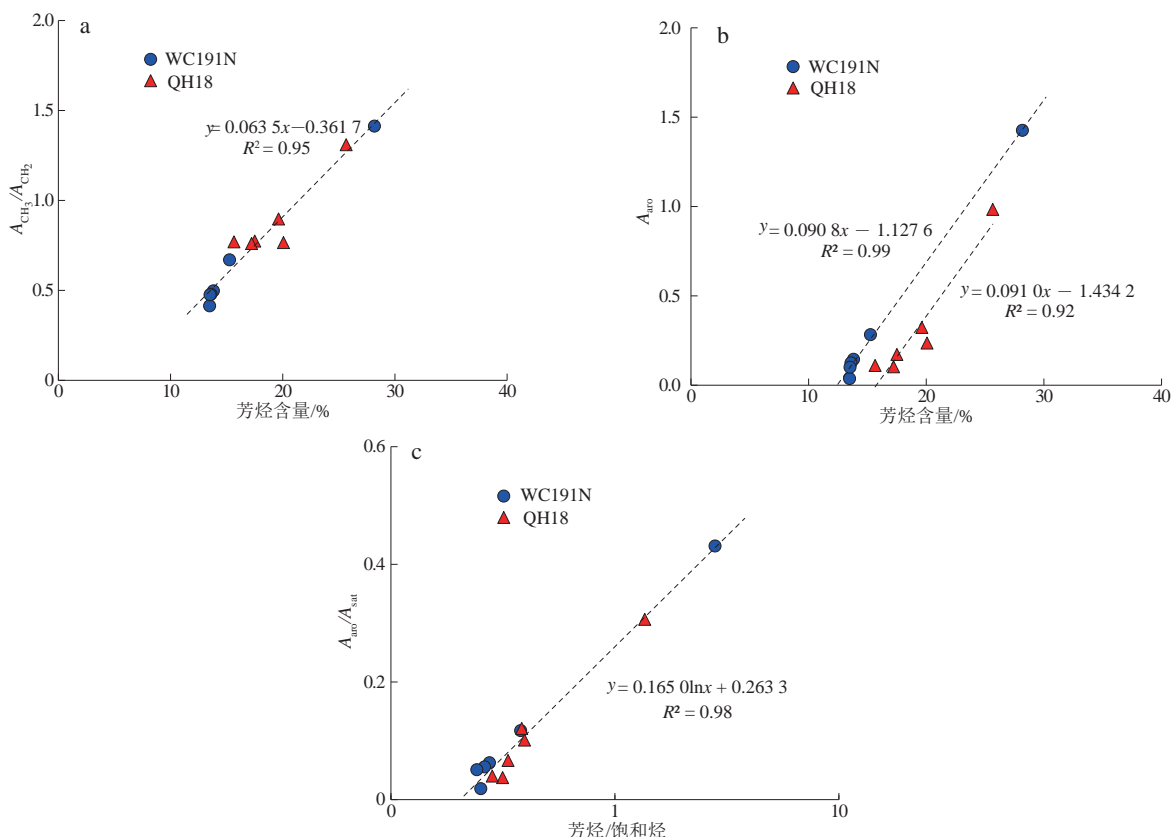 a
2.0
1.5
1.0
0.5
0
A_CH3/A_CH2
WC191N
QH18
y=0.063 5x−0.361 7
R² = 0.95
0 10 20 30 40
芳烃含量/%
b
2.0
1.5
1.0
0.5
0.0
A_aro
WC191N
QH18
y = 0.090 8x − 1.127 6
R² = 0.99
y = 0.091 0x − 1.434 2
R² = 0.92
0 10 20 30 40
芳烃含量/%
c
0.6
0.4
0.2
0
A_aro/A_sat
WC191N
QH18
y = 0.165 0lnx + 0.263 3
R² = 0.98
0 1 10
芳烃/饱和烃